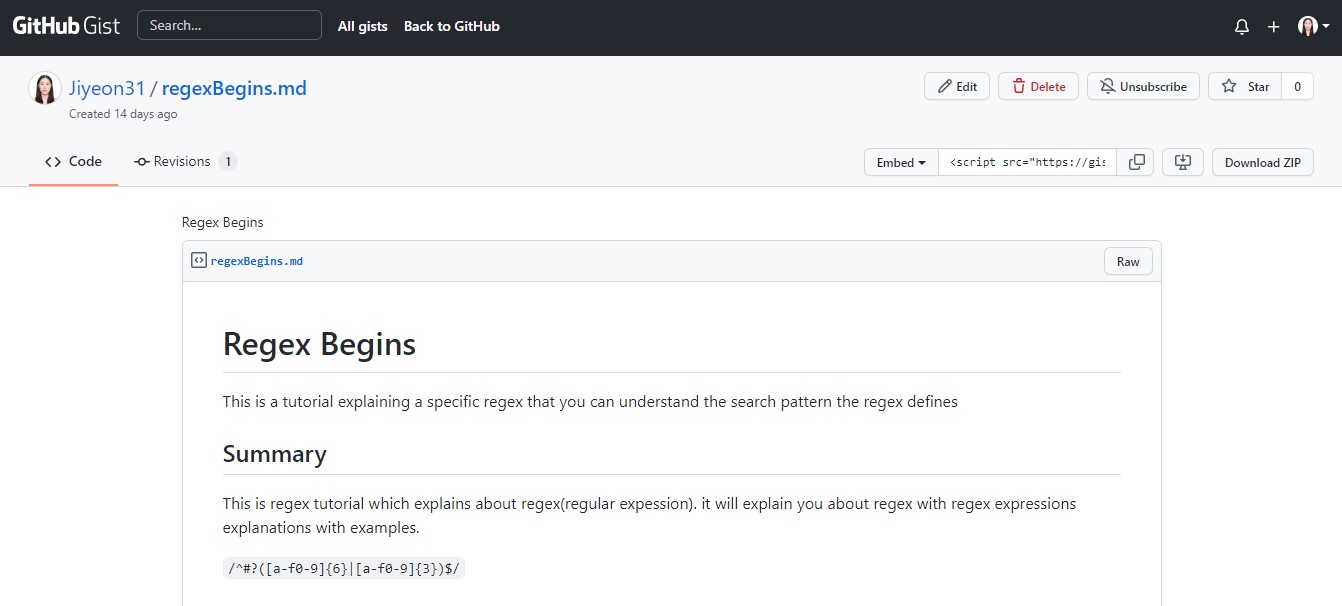 GitHub Gist Search... All gists Back to GitHub
Jiyeon31 / regexBegins.md
Edit Delete Unsubscribe Star 0
Created 14 days ago
Code Revisions 1
Embed <script src="https://gis Download ZIP
Regex Begins
regexBegins.md Raw
Regex Begins
This is a tutorial explaining a specific regex that you can understand the search pattern the regex defines
Summary
This is regex tutorial which explains about regex(regular expession). it will explain you about regex with regex expressions
explanations with examples.
/^#?([a-f0-9]{6}|[a-f0-9]{3})$/